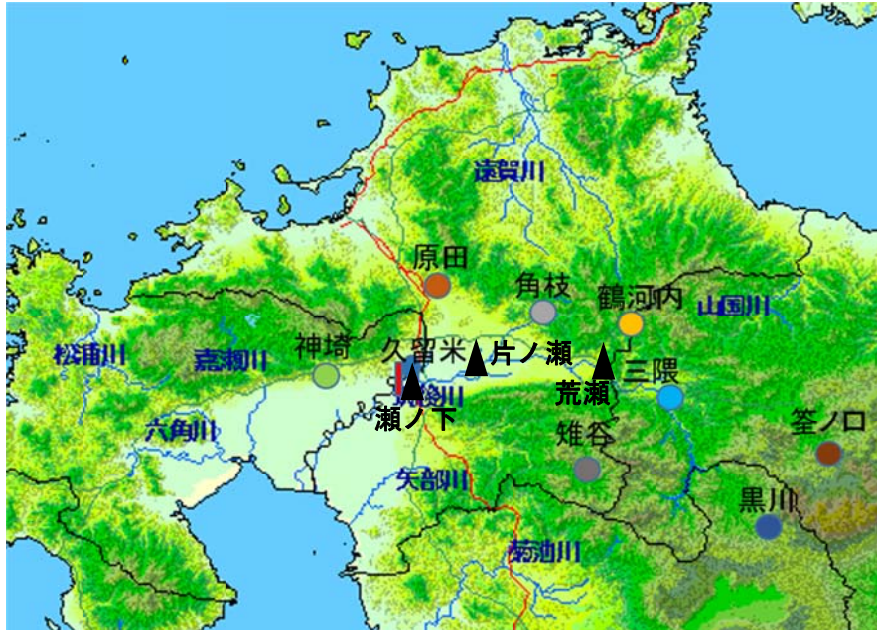 遠賀川
原田
角枝
鶴河内
山国川
松浦川
嘉瀬川
神埼
久留米
片ノ瀬
荒瀬
三隈
筑後川
瀬ノ下
六角川
矢部川
雉谷
筌ノ口
黒川
菊池川